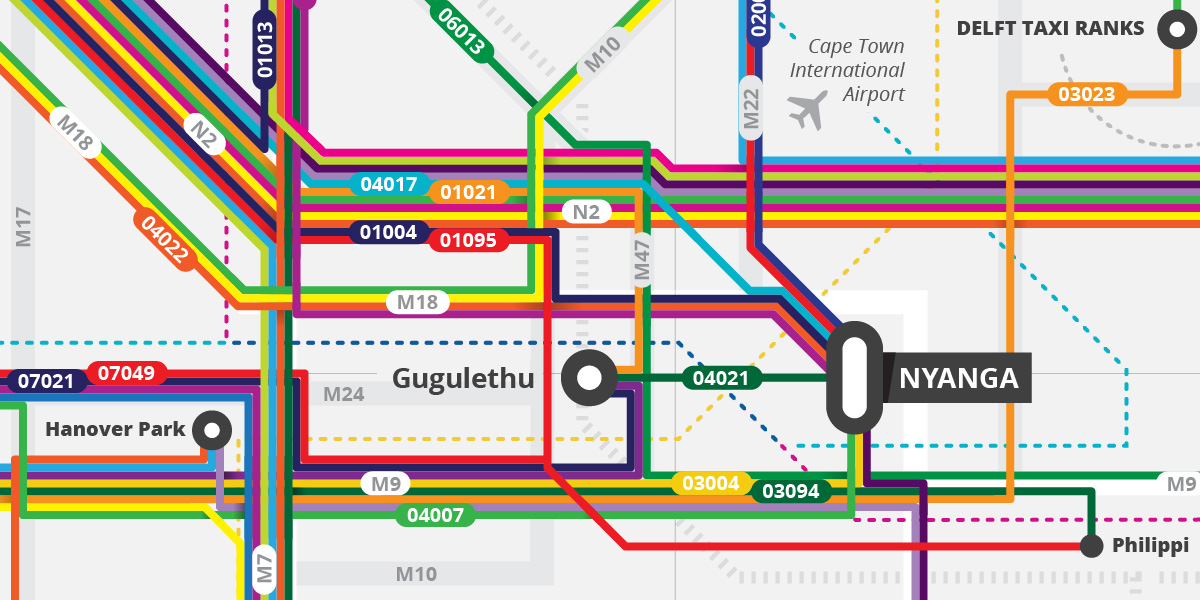 01013
06013
M10
0200
Cape Town
International
Airport
DELFT TAXI RANKS
03023
M18
N2
M22
M17
04017
01021
N2
04022
01004
01095
M47
M18
07021
07049
Gugulethu
M24
04021
NYANGA
Hanover Park
M9
03004
03094
M9
04007
M7
M10
Philippi